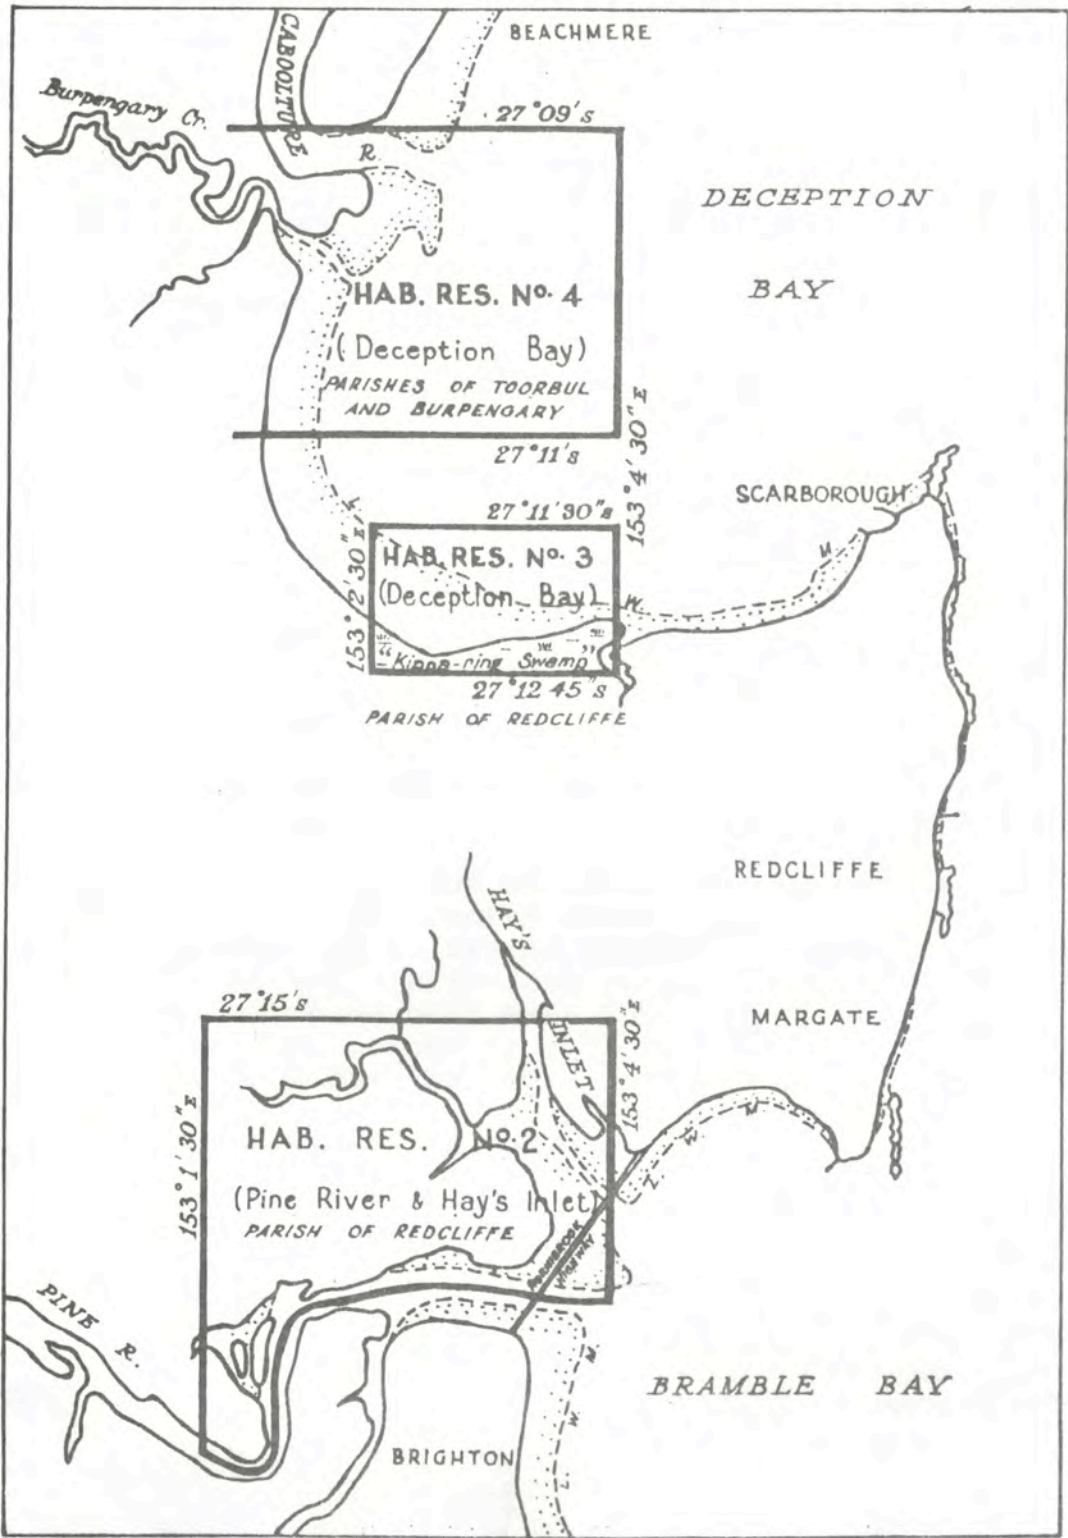 BEACHMERE
CABOOLTURE
R.
Burpengary Cr.
27°09's
DECEPTION
BAY
HAB. RES. No. 4
(Deception Bay)
PARISHES OF TOORBUL
AND BURPENGARY
27°11's
153°4'30"E
SCARBOROUGH
27°11'30"s
153°2'30"E
HAB. RES. No. 3
(Deception Bay)
L.
W.
M.
"Kippa-ring Swamp"
27°12'45"s
PARISH OF REDCLIFFE
REDCLIFFE
HAY'S
INLET
27°15's
153°4'30"E
MARGATE
153°1'30"E
HAB. RES. No. 2
(Pine River & Hay's Inlet)
PARISH OF REDCLIFFE
L. W. M.
HORNIBROOK
HIGHWAY
PINE
R.
BRAMBLE BAY
M.
W.
L.
BRIGHTON